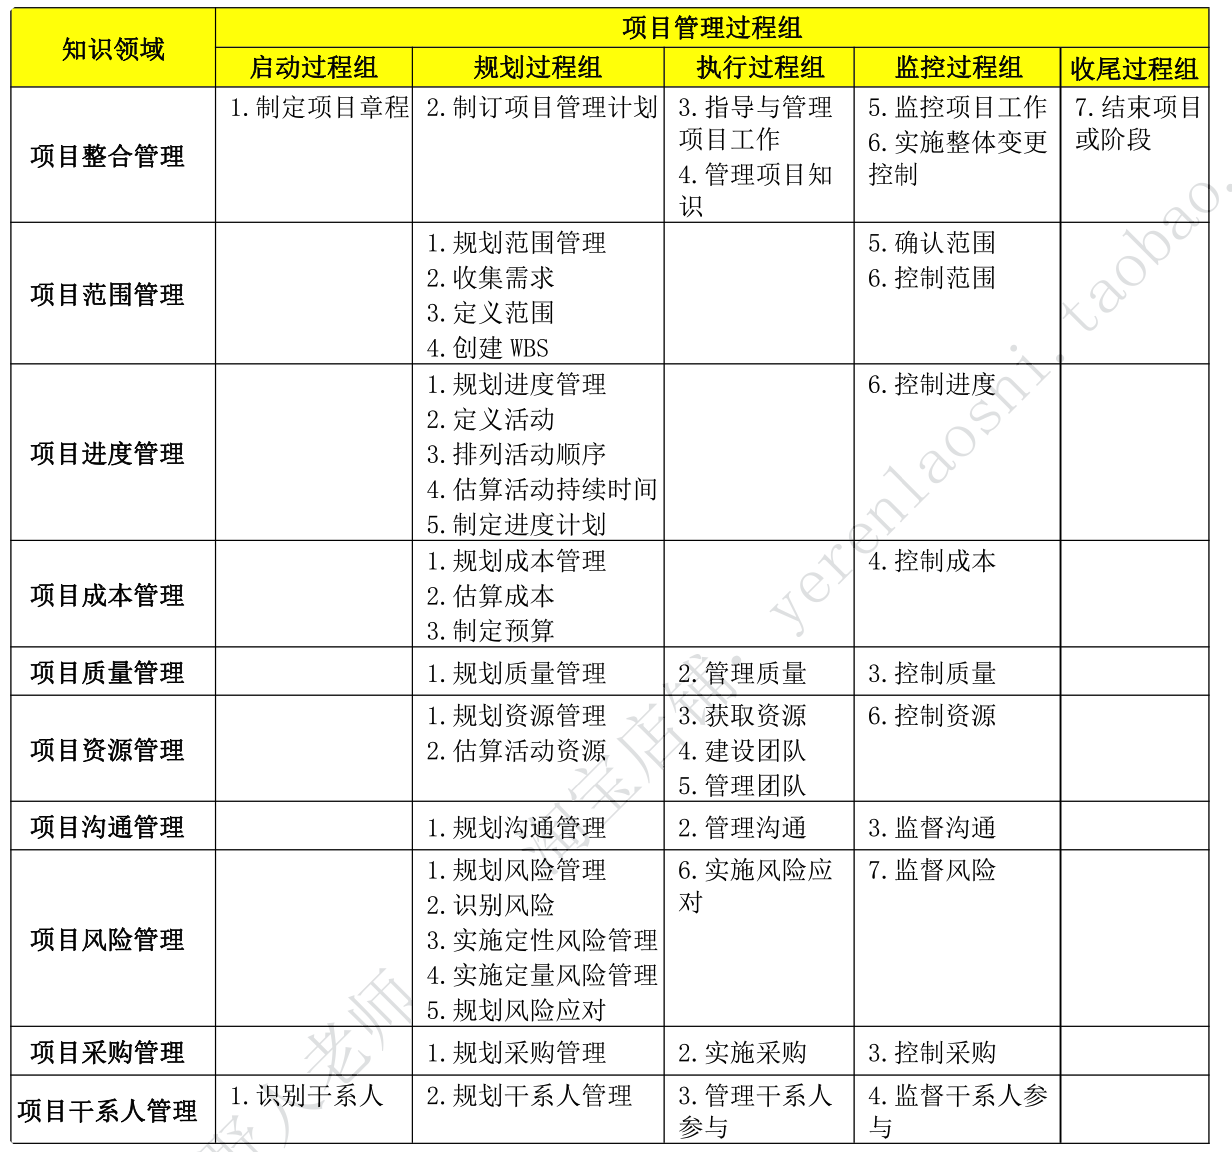 知识领域
项目管理过程组
启动过程组
规划过程组
执行过程组
监控过程组
收尾过程组
项目整合管理
1.制定项目章程
2.制订项目管理计划
3.指导与管理
项目工作
4.管理项目知
识
5.监控项目工作
6.实施整体变更
控制
7.结束项目
或阶段
项目范围管理
1.规划范围管理
2.收集需求
3.定义范围
4.创建 WBS
5.确认范围
6.控制范围
项目进度管理
1.规划进度管理
2.定义活动
3.排列活动顺序
4.估算活动持续时间
5.制定进度计划
6.控制进度
项目成本管理
1.规划成本管理
2.估算成本
3.制定预算
4.控制成本
项目质量管理
1.规划质量管理
2.管理质量
3.控制质量
项目资源管理
1.规划资源管理
2.估算活动资源
3.获取资源
4.建设团队
5.管理团队
6.控制资源
项目沟通管理
1.规划沟通管理
2.管理沟通
3.监督沟通
项目风险管理
1.规划风险管理
2.识别风险
3.实施定性风险管理
4.实施定量风险管理
5.规划风险应对
6.实施风险应
对
7.监督风险
项目采购管理
1.规划采购管理
2.实施采购
3.控制采购
项目干系人管理
1.识别干系人
2.规划干系人管理
3.管理干系人
参与
4.监督干系人参
与
野人老师 淘宝店铺：yerenlaoshi.taobao.